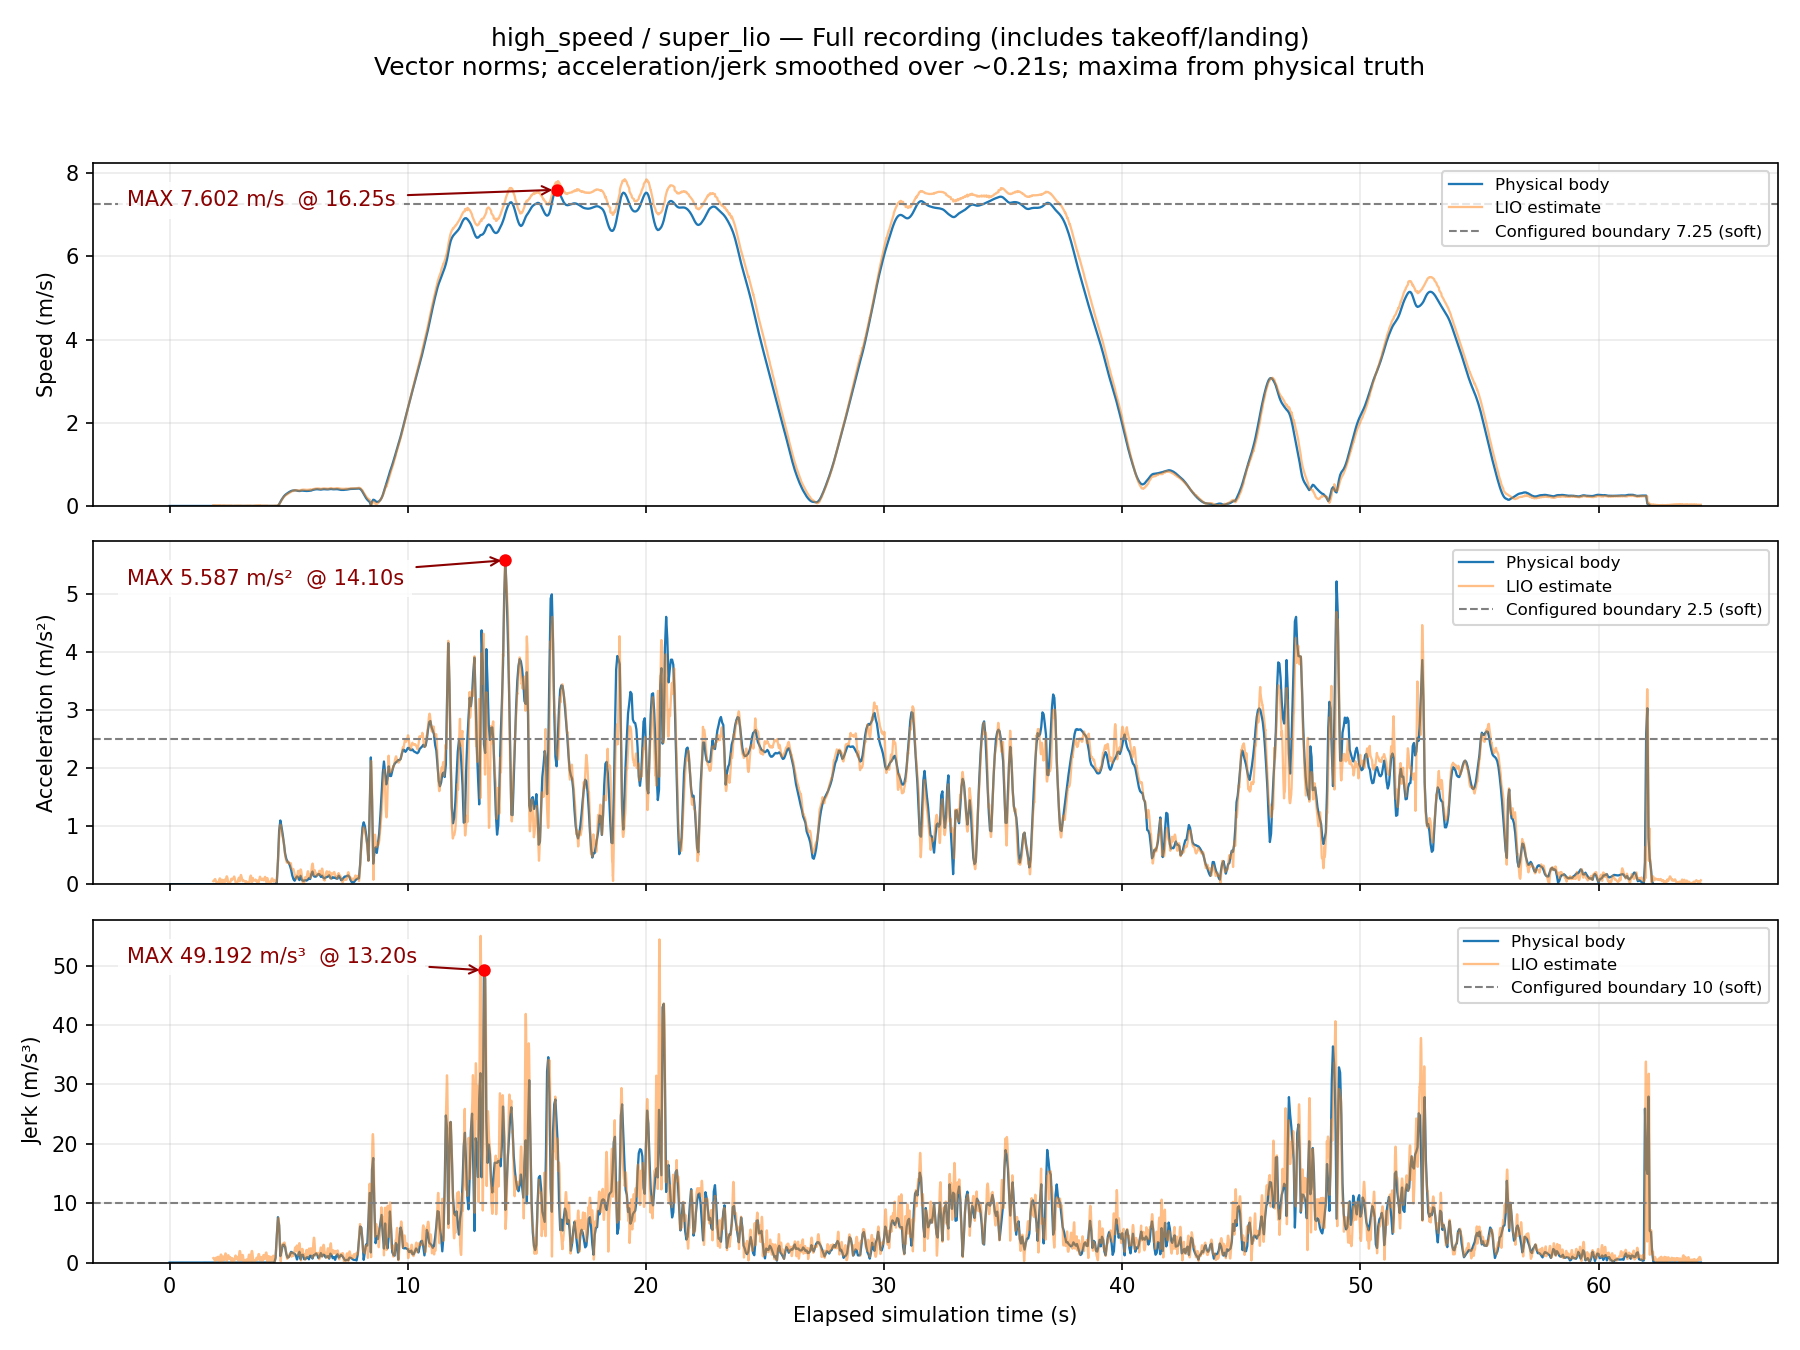 high_speed / super_lio — Full recording (includes takeoff/landing)
Vector norms; acceleration/jerk smoothed over ~0.21s; maxima from physical truth
8
6
4
2
0
Speed (m/s)
MAX 7.602 m/s @ 16.25s
Physical body
LIO estimate
Configured boundary 7.25 (soft)
5
4
3
2
1
0
Acceleration (m/s²)
MAX 5.587 m/s² @ 14.10s
Physical body
LIO estimate
Configured boundary 2.5 (soft)
50
40
30
20
10
0
Jerk (m/s³)
MAX 49.192 m/s³ @ 13.20s
Physical body
LIO estimate
Configured boundary 10 (soft)
0 10 20 30 40 50 60
Elapsed simulation time (s)